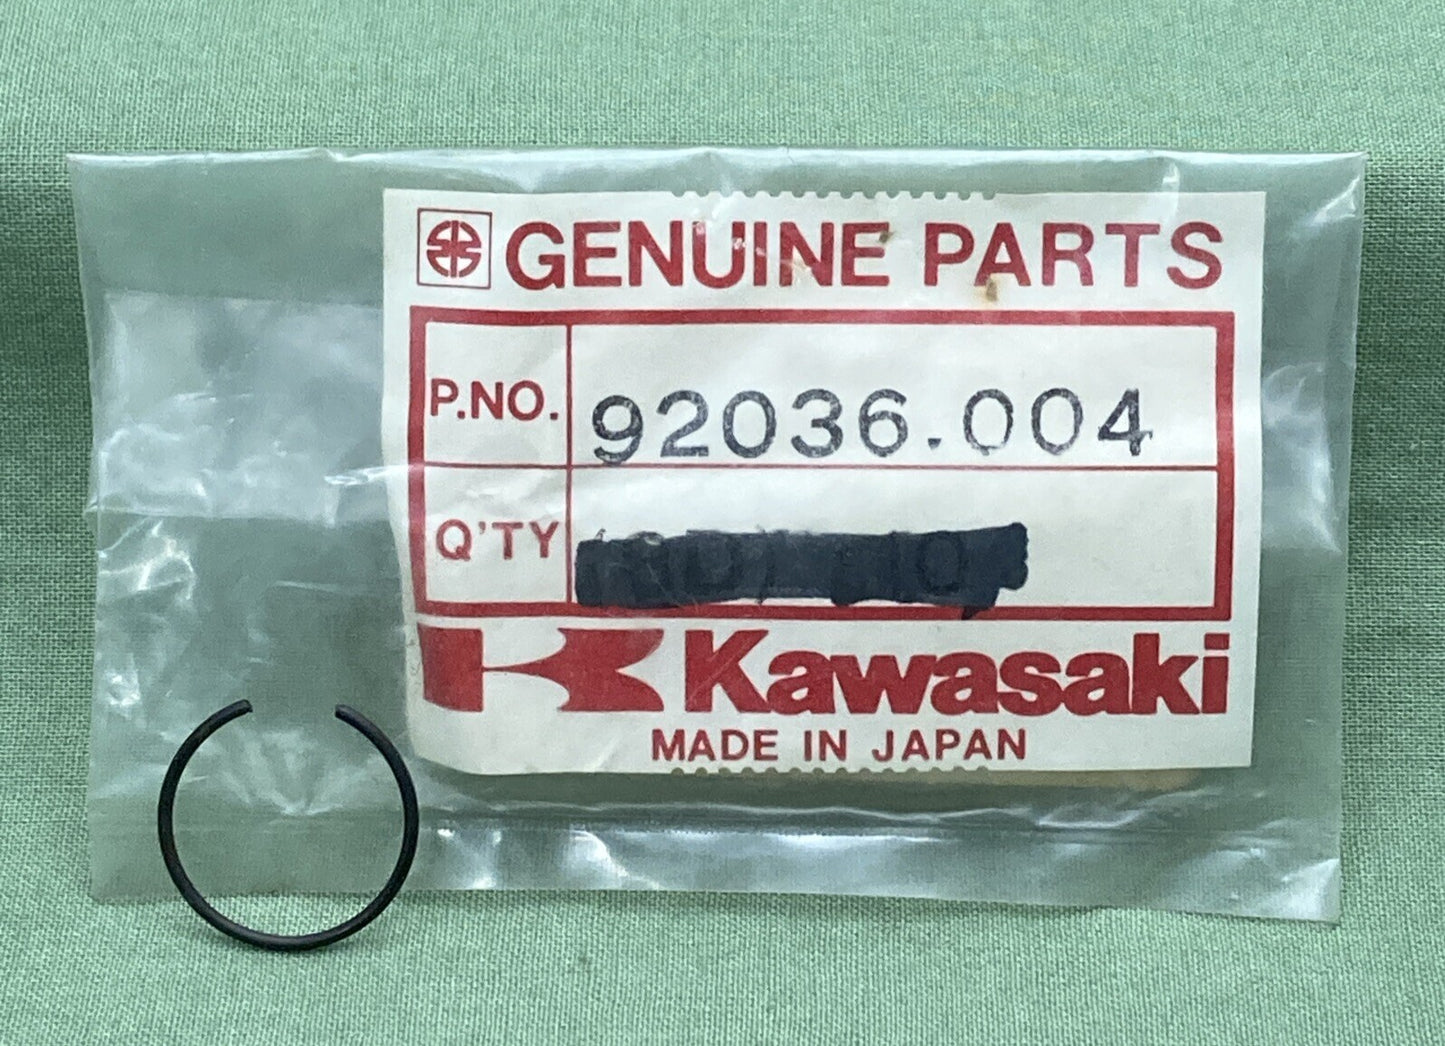 GENUINE PARTS
P.NO. 92036.004
Q'TY
Kawasaki
MADE IN JAPAN